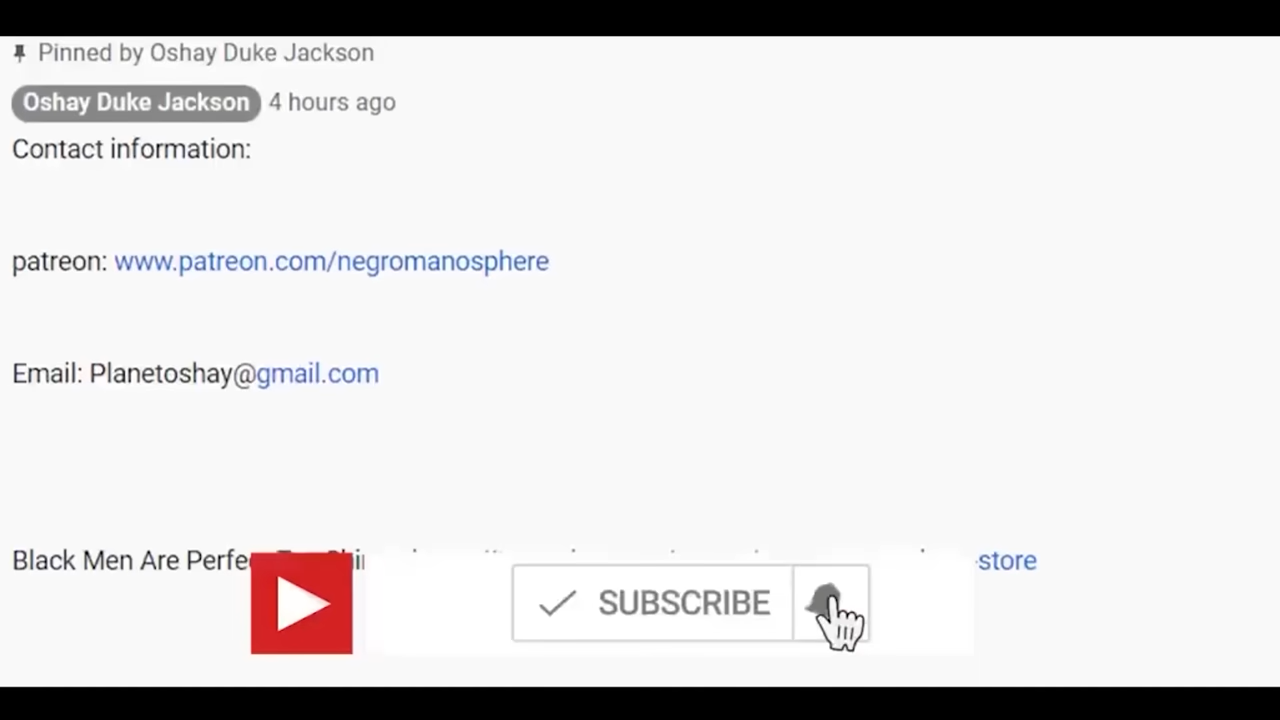 Pinned by Oshay Duke Jackson
Oshay Duke Jackson 4 hours ago
Contact information:
patreon: www.patreon.com/negromanosphere
Email: Planetoshay@gmail.com
Black Men Are -store
SUBSCRIBE